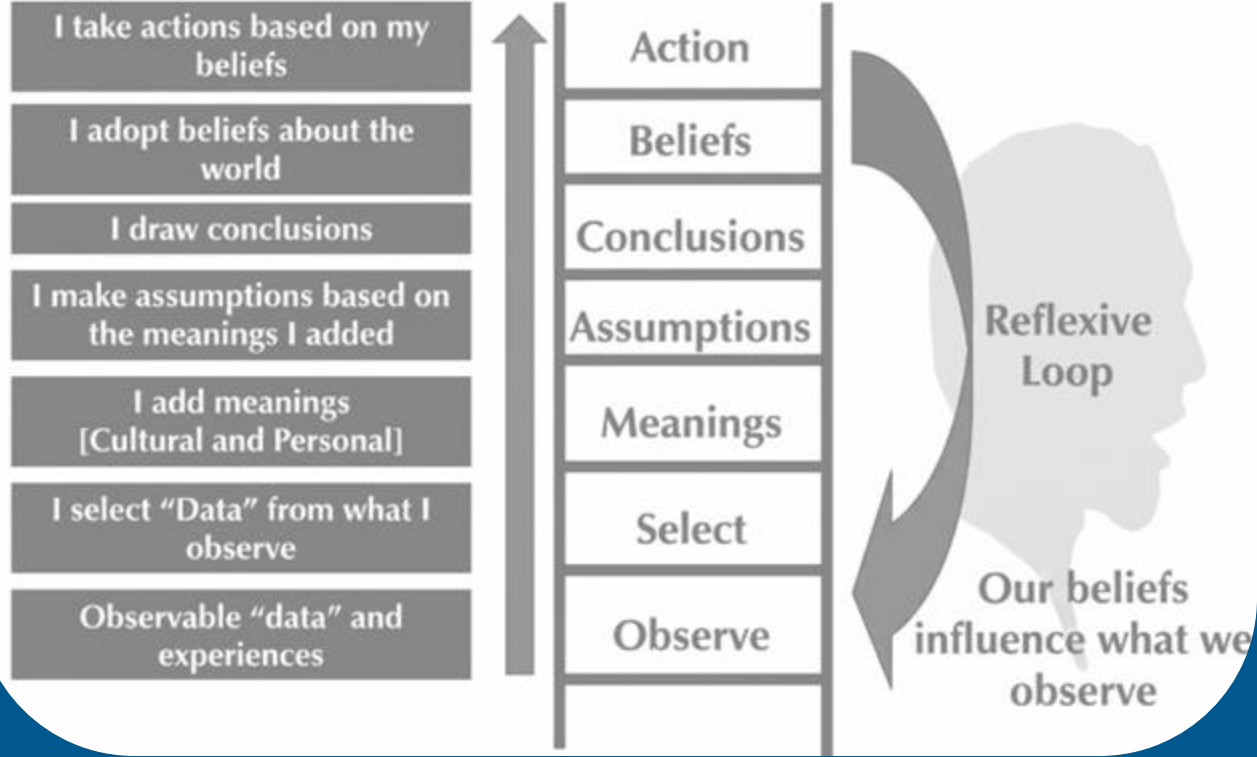 I take actions based on my
beliefs
I adopt beliefs about the
world
I draw conclusions
I make assumptions based on
the meanings I added
I add meanings
[Cultural and Personal]
I select “Data” from what I
observe
Observable “data” and
experiences
Action
Beliefs
Conclusions
Assumptions
Meanings
Select
Observe
Reflexive
Loop
Our beliefs
influence what we
observe